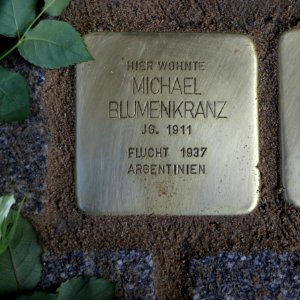 HIER WOHNTE
MICHAEL
BLUMENKRANZ
JG. 1911
FLUCHT 1937
ARGENTINIEN